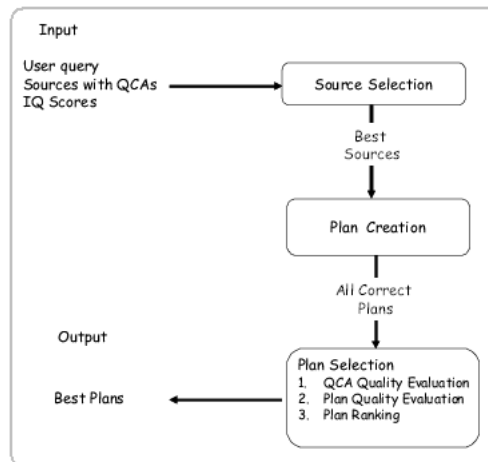 Input
User query
Sources with QCAs
IQ Scores
Source Selection
Best
Sources
Plan Creation
All Correct
Plans
Output
Best Plans
Plan Selection
1. QCA Quality Evaluation
2. Plan Quality Evaluation
3. Plan Ranking